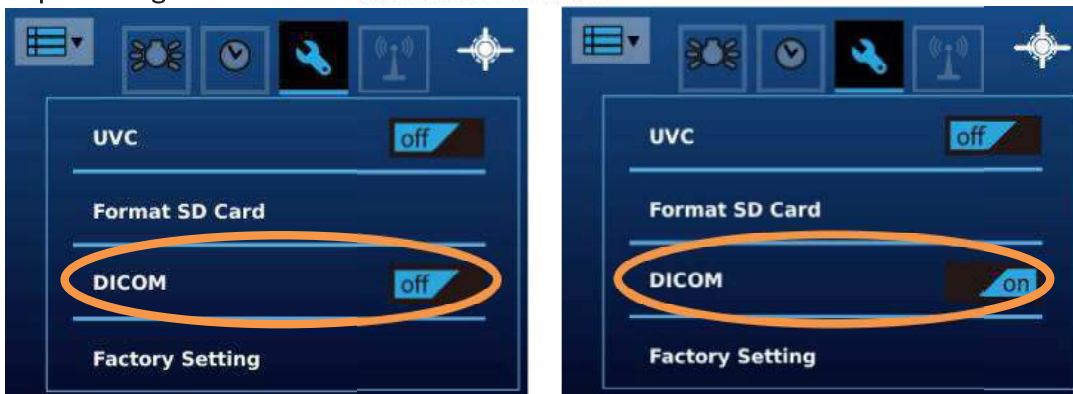 UVC off
Format SD Card
DICOM off
Factory Setting
UVC off
Format SD Card
DICOM on
Factory Setting